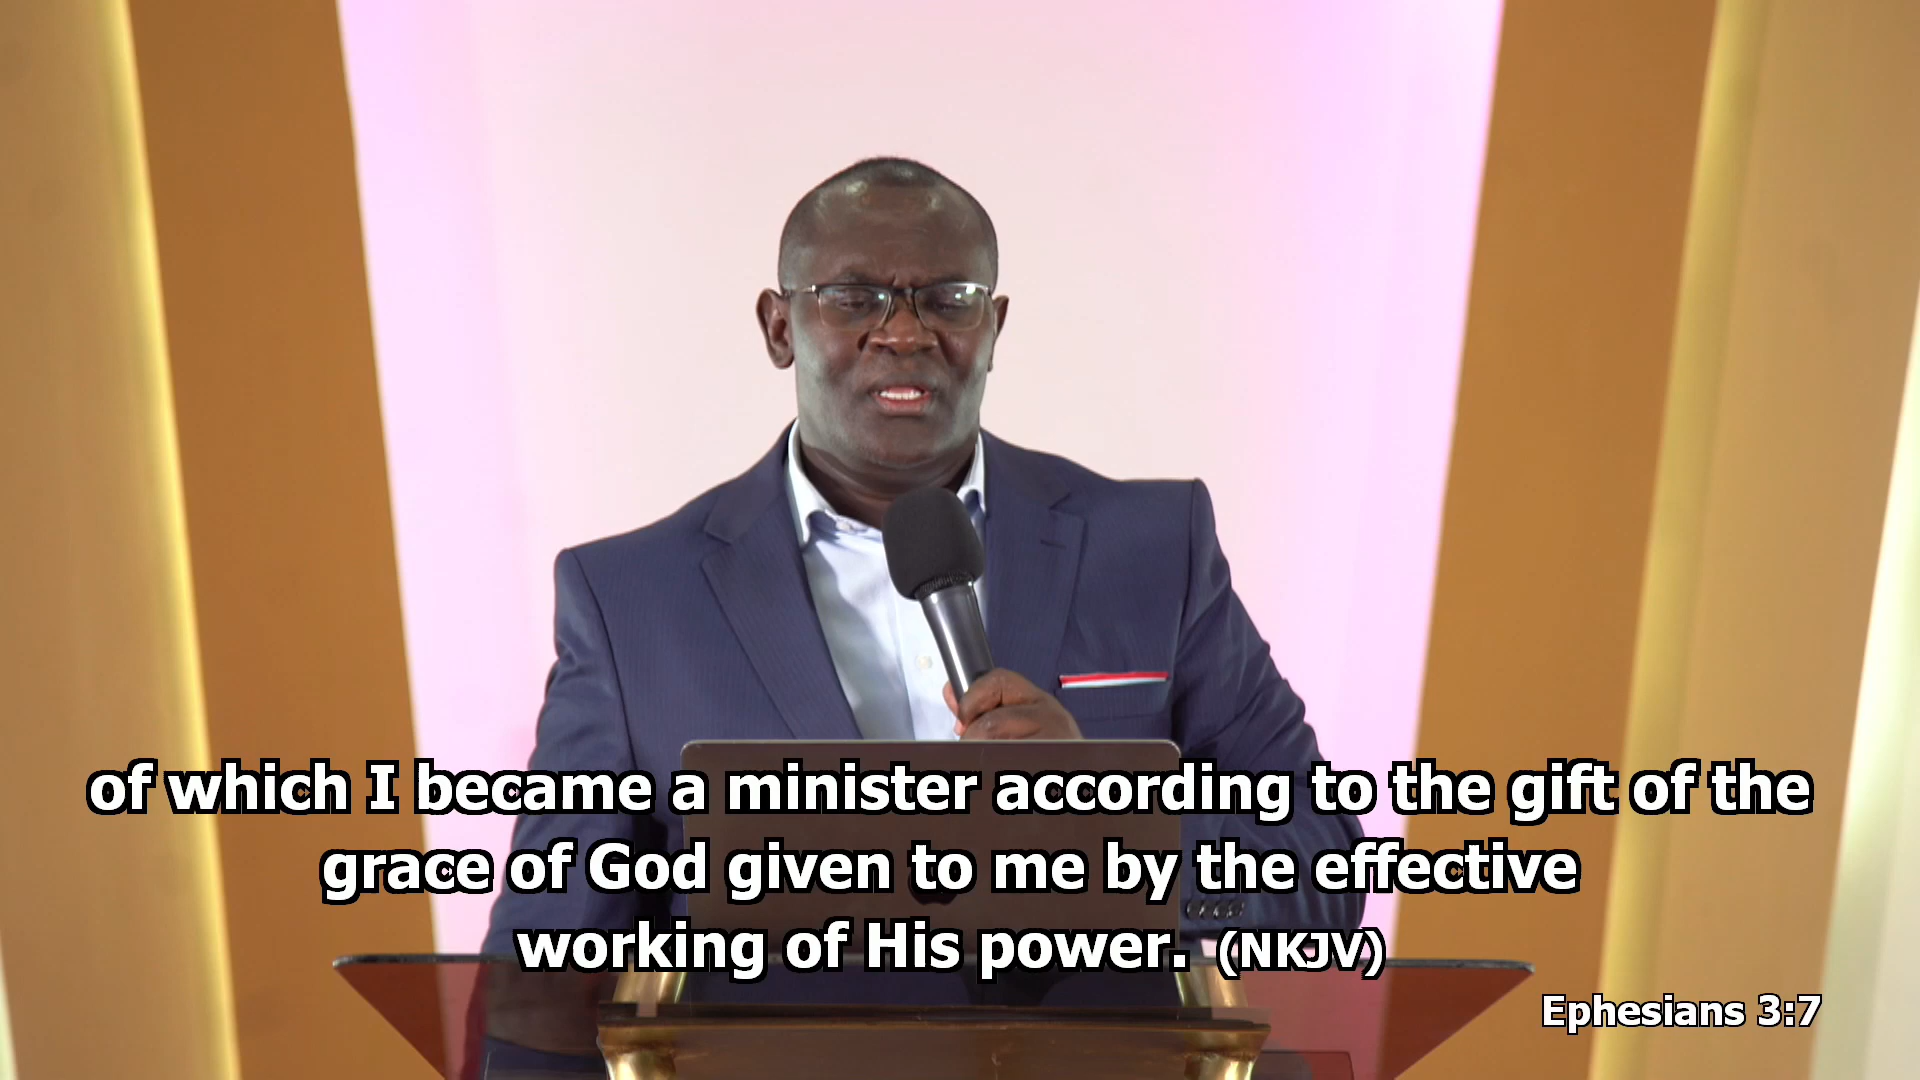 of which I became a minister according to the gift of the
grace of God given to me by the effective
working of His power. (NKJV)
Ephesians 3:7